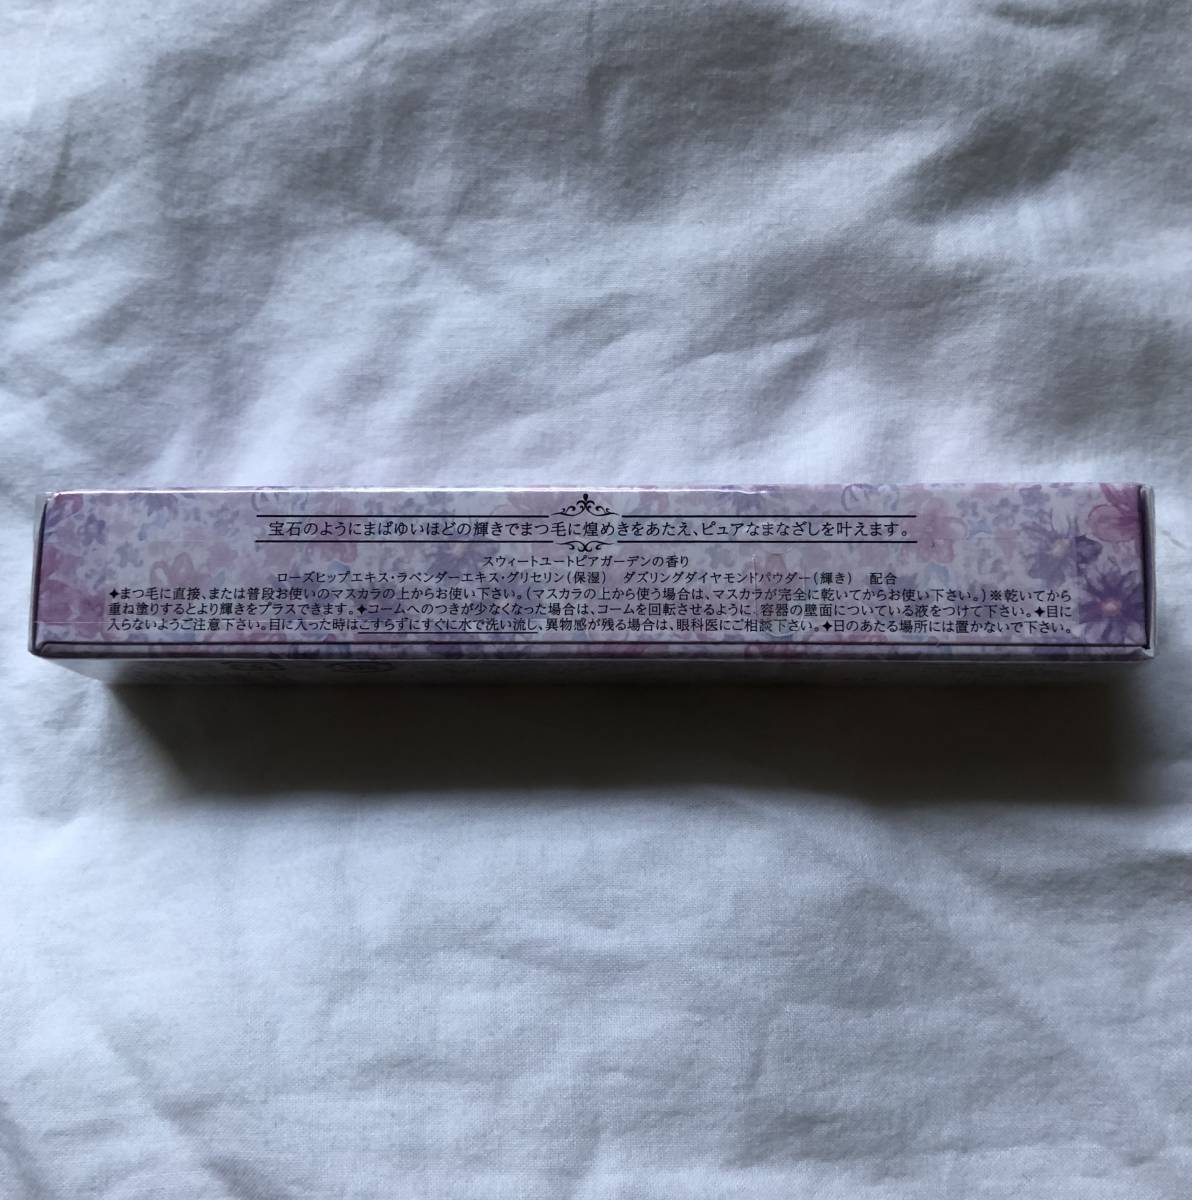 宝石のようにまばゆいほどの輝きでまつ毛に煌めきをあたえ、ピュアなまなざしを叶えます。
スウィートユートピアガーデンの香り
ローズヒップエキス・ラベンダーエキス・グリセリン（保湿）　ダズリングダイヤモンドパウダー（輝き）　配合
✦まつ毛に直接、または普段お使いのマスカラの上からお使い下さい。（マスカラの上から使う場合は、マスカラが完全に乾いてからお使い下さい。）※乾いてから
重ね塗りするとより輝きをプラスできます。✦コームへのつきが少なくなった場合は、コームを回転させるように、容器の壁面についている液をつけて下さい。✦目に
入らないようご注意下さい。目に入った時はこすらずにすぐに水で洗い流し、異物感が残る場合は、眼科医にご相談下さい。✦日のあたる場所には置かないで下さい。